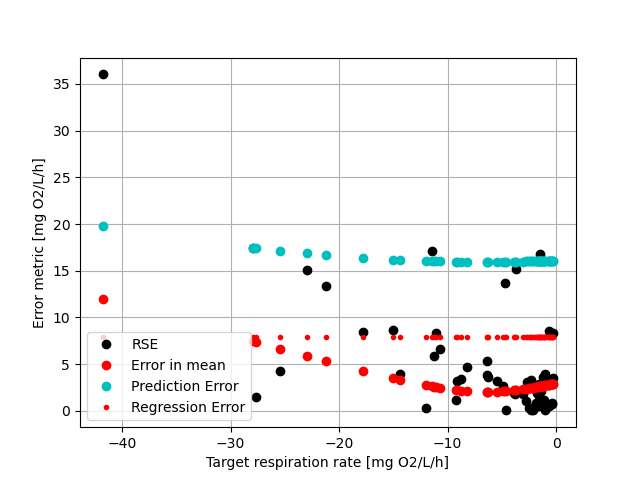 35
30
25
20
15
10
5
0
Error metric [mg O2/L/h]
RSE
Error in mean
Prediction Error
Regression Error
−40 −30 −20 −10 0
Target respiration rate [mg O2/L/h]